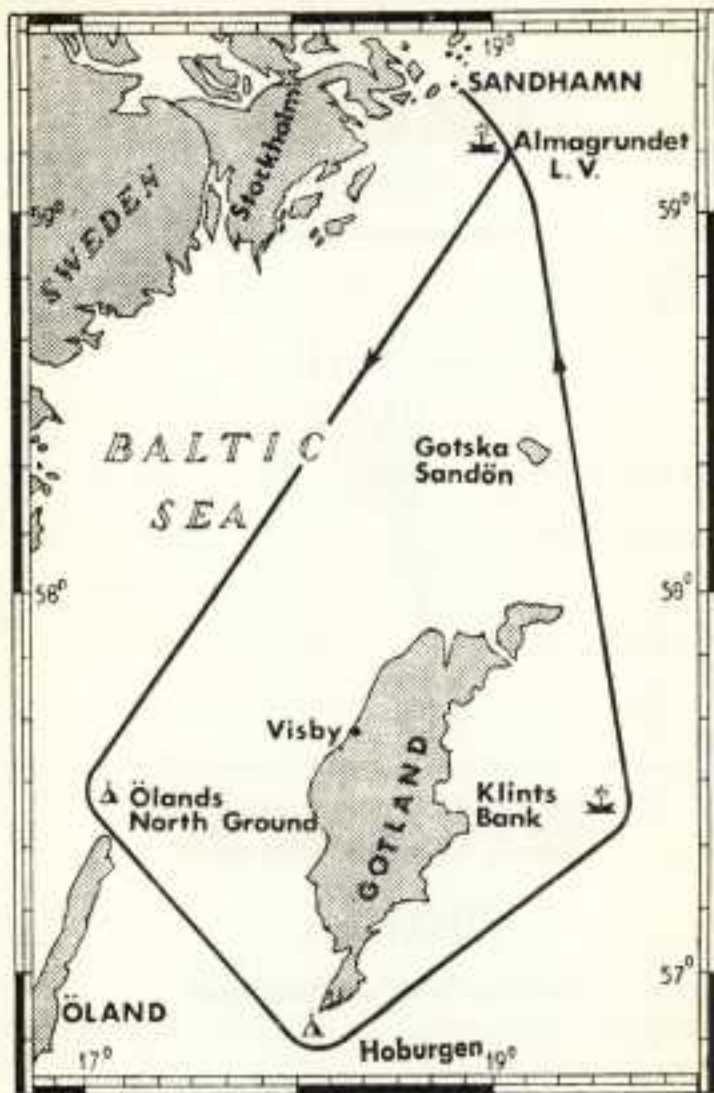 19°
SANDHAMN
Almagrundet
L. V.
Stockholm
SWEDEN
59°
59°
BALTIC
SEA
Gotska
Sandön
58°
58°
Visby
Ölands
North Ground
GOTLAND
Klints
Bank
57°
ÖLAND
Hoburgen
17°
19°